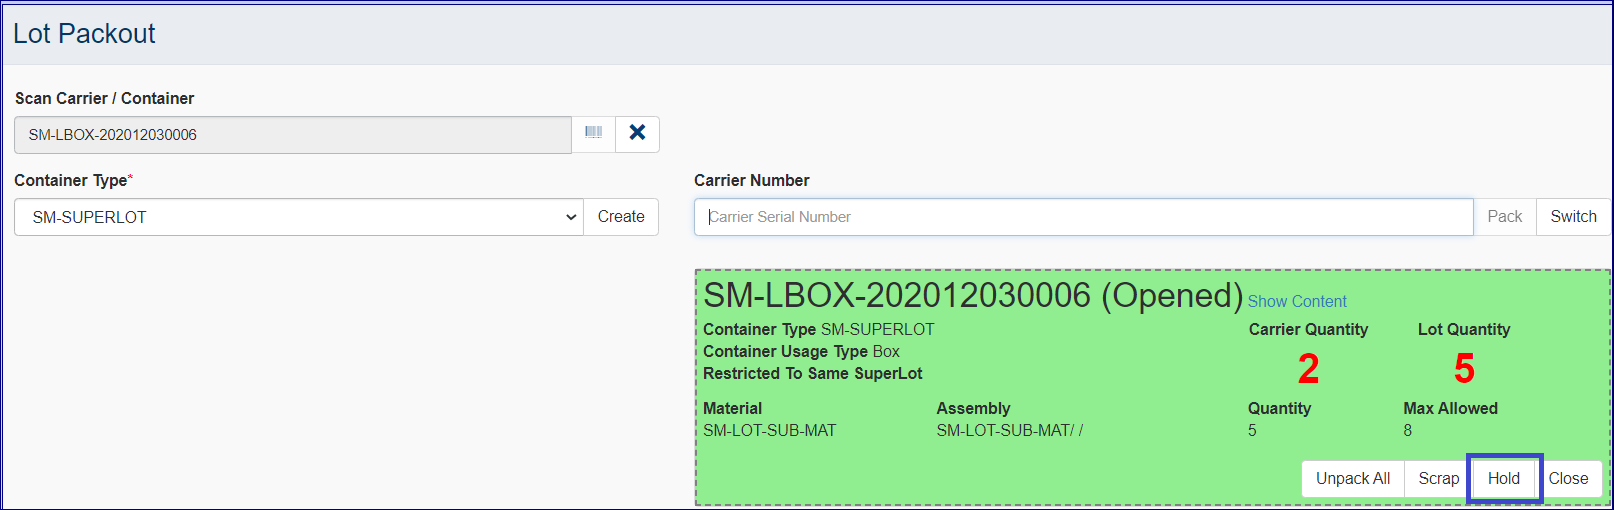 Lot Packout
Scan Carrier / Container
SM-LBOX-202012030006
Container Type*
SM-SUPERLOT
Create
Carrier Number
Carrier Serial Number
Pack
Switch
SM-LBOX-202012030006 (Opened) Show Content
Container Type SM-SUPERLOT
Container Usage Type Box
Restricted To Same SuperLot
Carrier Quantity
2
Lot Quantity
5
Material
SM-LOT-SUB-MAT
Assembly
SM-LOT-SUB-MAT/ /
Quantity
5
Max Allowed
8
Unpack All
Scrap
Hold
Close